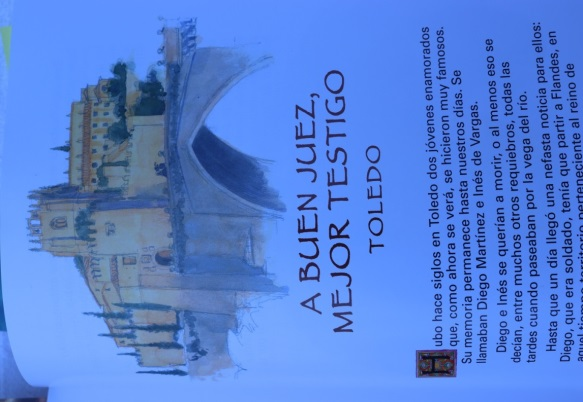 A BUEN JUEZ,
MEJOR TESTIGO
TOLEDO
Hubo hace siglos en Toledo dos jóvenes enamorados
que, como ahora se verá, se hicieron muy famosos.
Su memoria permanece hasta nuestros días. Se
llamaban Diego Martínez e Inés de Vargas.
Diego e Inés se querían a morir, o al menos eso se
decían, entre muchos otros requiebros, todas las
tardes cuando paseaban por la vega del río.
Hasta que un día llegó una nefasta noticia para ellos:
Diego, que era soldado, tenía que partir a Flandes, en
aquel tiempo territorio perteneciente al reino de